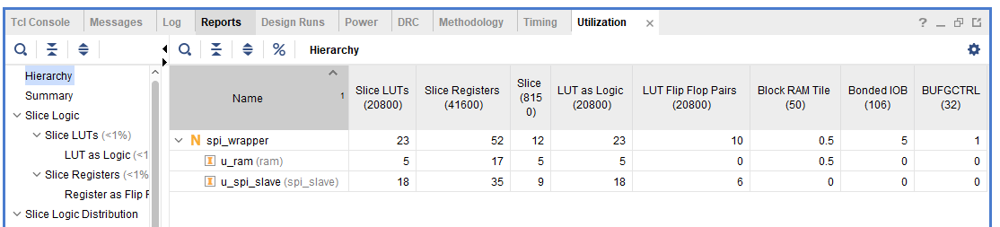 Tcl Console Messages Log Reports Design Runs Power DRC Methodology Timing Utilization × ? _
% Hierarchy
Hierarchy
Summary
Slice Logic
Slice LUTs (<1%)
LUT as Logic (<1
Slice Registers (<1%
Register as Flip F
Slice Logic Distribution
Name 1 Slice LUTs (20800) Slice Registers (41600) Slice (8150) LUT as Logic (20800) LUT Flip Flop Pairs (20800) Block RAM Tile (50) Bonded IOB (106) BUFGCTRL (32)
N spi_wrapper 23 52 12 23 10 0.5 5 1
I u_ram (ram) 5 17 5 5 0 0.5 0 0
I u_spi_slave (spi_slave) 18 35 9 18 6 0 0 0